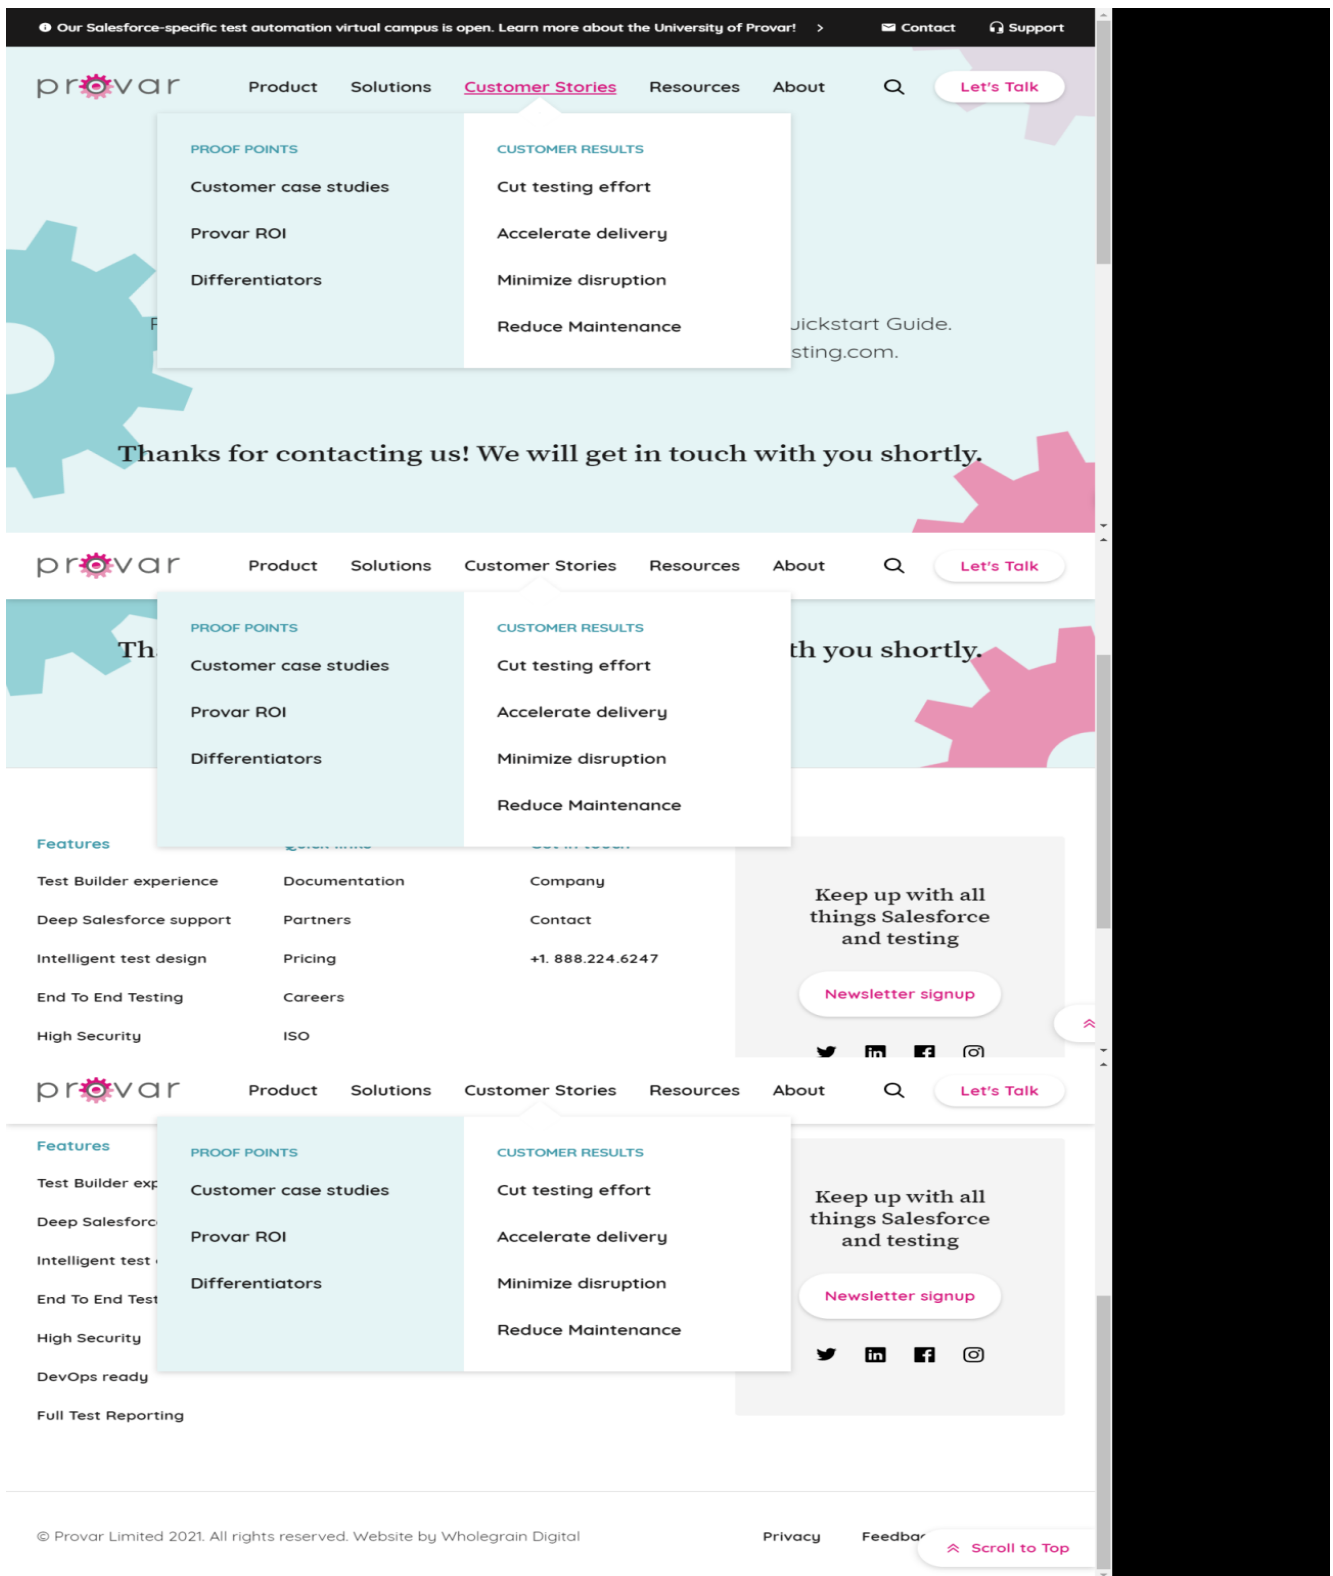 Our Salesforce-specific test automation virtual campus is open. Learn more about the University of Provar! > Contact Support
provar Product Solutions Customer Stories Resources About Let's Talk
PROOF POINTS CUSTOMER RESULTS
Customer case studies Cut testing effort
Provar ROI Accelerate delivery
Differentiators Minimize disruption
Reduce Maintenance
Guide.
sting.com.
Thanks for contacting us! We will get in touch with you shortly.
provar Product Solutions Customer Stories Resources About Let's Talk
PROOF POINTS CUSTOMER RESULTS
Th th you shortly.
Customer case studies Cut testing effort
Provar ROI Accelerate delivery
Differentiators Minimize disruption
Reduce Maintenance
Features
Test Builder experience Documentation Company
Deep Salesforce support Partners Contact
Intelligent test design Pricing +1. 888.224.6247
End To End Testing Careers
High Security ISO
Keep up with all
things Salesforce
and testing
Newsletter signup
provar Product Solutions Customer Stories Resources About Let's Talk
PROOF POINTS CUSTOMER RESULTS
Customer case studies Cut testing effort
Provar ROI Accelerate delivery
Differentiators Minimize disruption
Reduce Maintenance
Features
Test Builder exp
Deep Salesforc
Intelligent test
End To End Test
High Security
DevOps ready
Full Test Reporting
Keep up with all
things Salesforce
and testing
Newsletter signup
© Provar Limited 2021. All rights reserved. Website by Wholegrain Digital Privacy Feedba
Scroll to Top